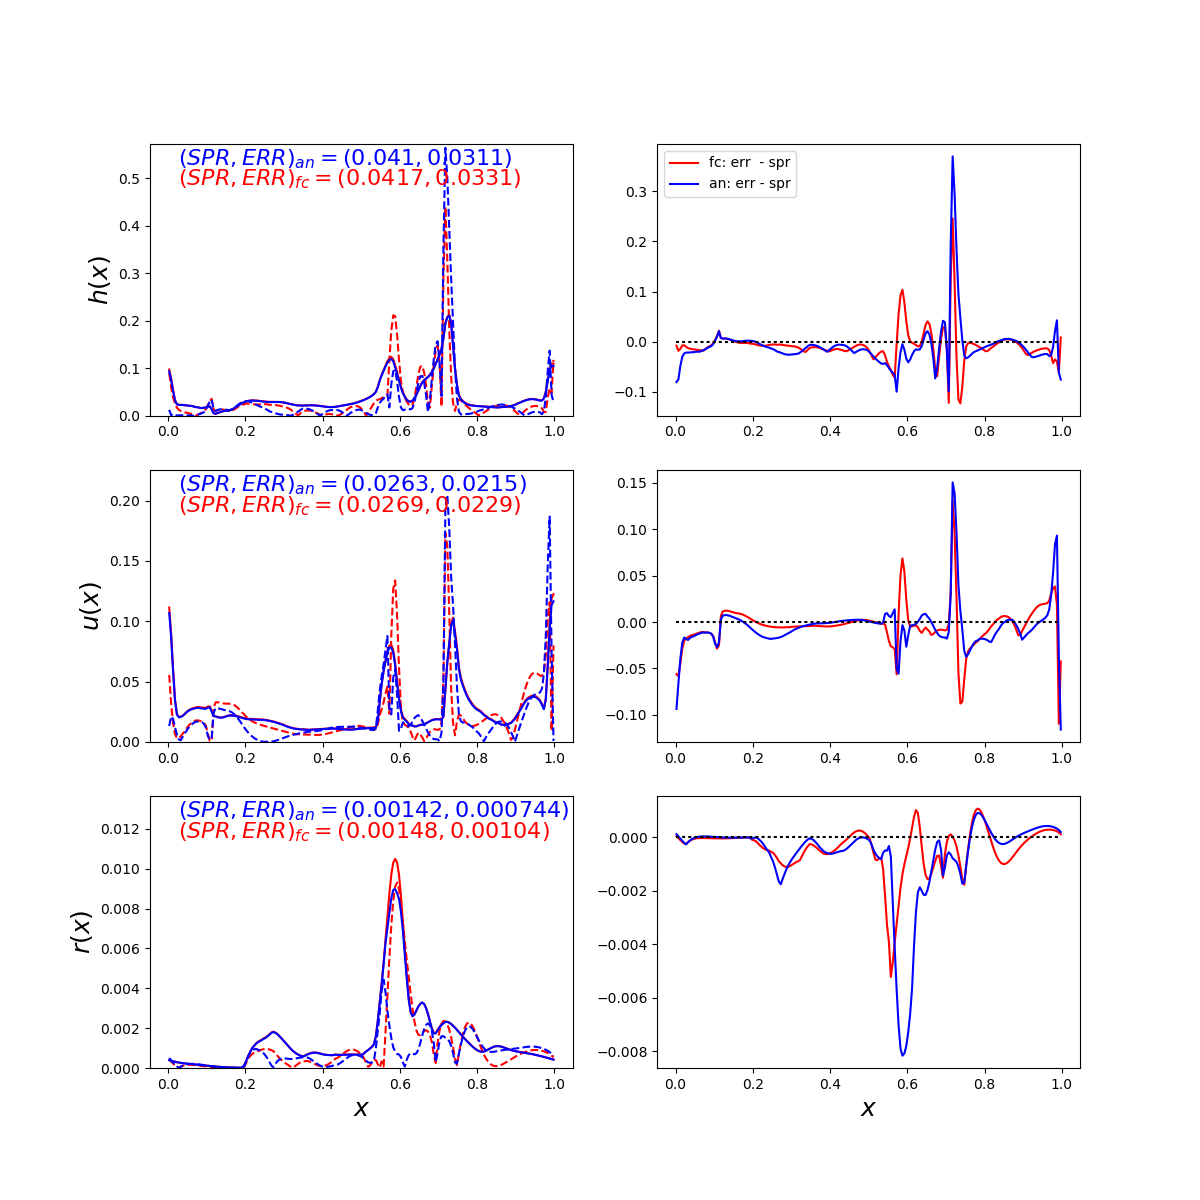 (SPR, ERR)an = (0.041, 0.0311)
(SPR, ERR)fc = (0.0417, 0.0331)
h(x)
0.5
0.4
0.3
0.2
0.1
0.0
0.0 0.2 0.4 0.6 0.8 1.0
fc: err - spr
an: err - spr
0.3
0.2
0.1
0.0
−0.1
0.0 0.2 0.4 0.6 0.8 1.0
(SPR, ERR)an = (0.0263, 0.0215)
(SPR, ERR)fc = (0.0269, 0.0229)
u(x)
0.20
0.15
0.10
0.05
0.00
0.0 0.2 0.4 0.6 0.8 1.0
0.15
0.10
0.05
0.00
−0.05
−0.10
0.0 0.2 0.4 0.6 0.8 1.0
(SPR, ERR)an = (0.00142, 0.000744)
(SPR, ERR)fc = (0.00148, 0.00104)
r(x)
0.012
0.010
0.008
0.006
0.004
0.002
0.000
0.0 0.2 0.4 0.6 0.8 1.0
x
0.000
−0.002
−0.004
−0.006
−0.008
0.0 0.2 0.4 0.6 0.8 1.0
x